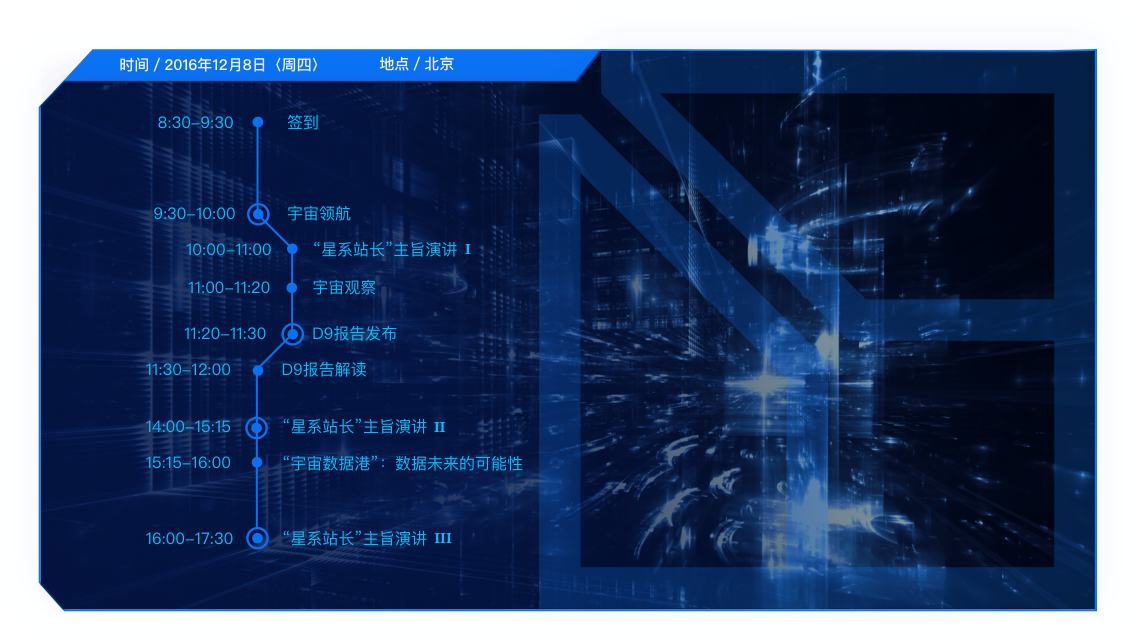 时间 / 2016年12月8日（周四） 地点 / 北京
8:30–9:30 签到
9:30–10:00 宇宙领航
10:00–11:00 “星系站长”主旨演讲 I
11:00–11:20 宇宙观察
11:20–11:30 D9报告发布
11:30–12:00 D9报告解读
14:00–15:15 “星系站长”主旨演讲 II
15:15–16:00 “宇宙数据港”：数据未来的可能性
16:00–17:30 “星系站长”主旨演讲 III